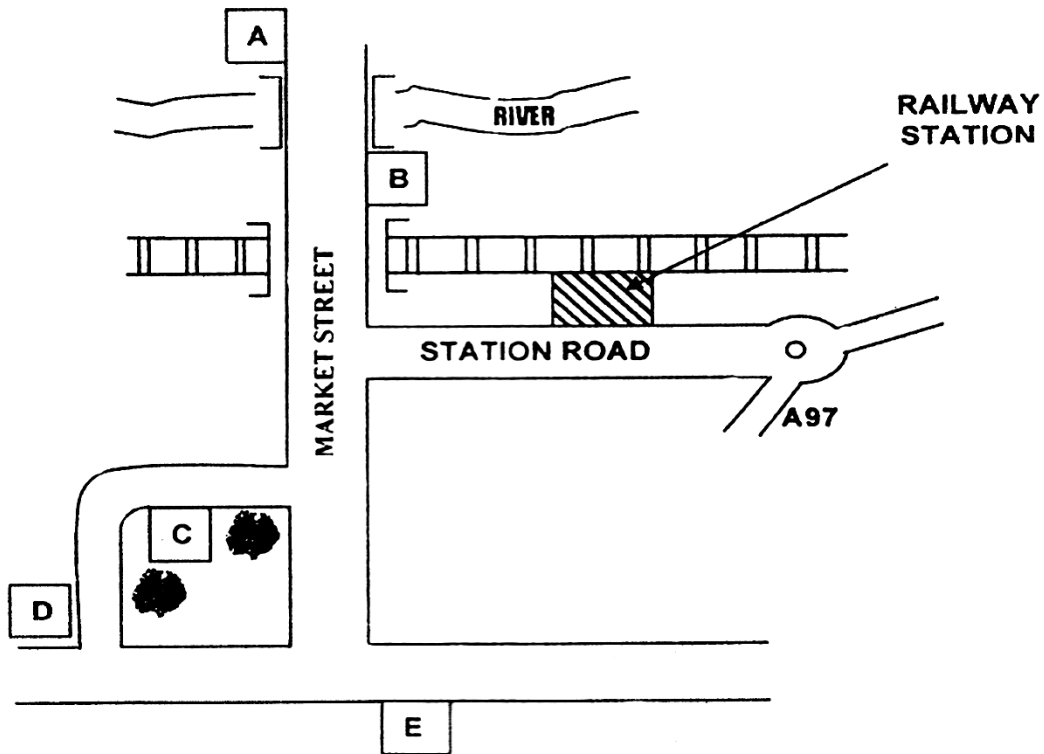 A
RIVER
RAILWAY
STATION
B
MARKET STREET
STATION ROAD
A97
C
D
E